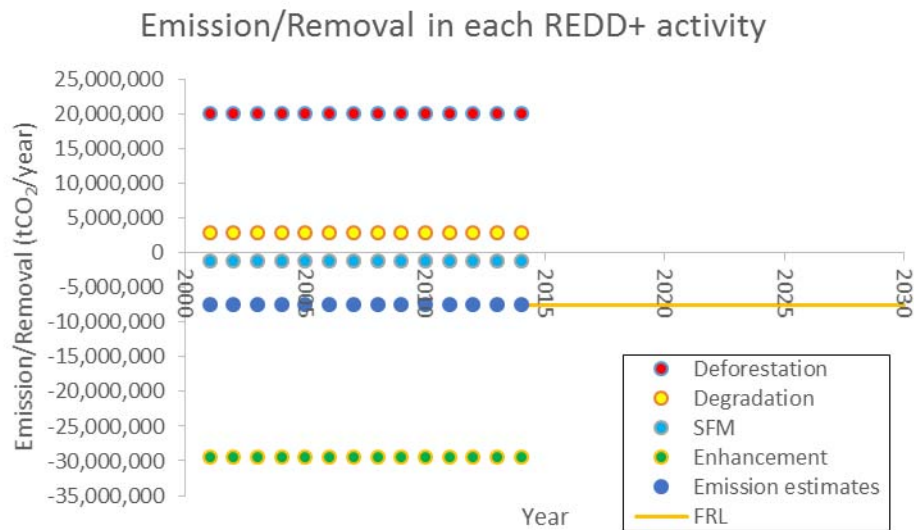 Emission/Removal in each REDD+ activity
Emission/Removal (tCO₂/year)
25,000,000
20,000,000
15,000,000
10,000,000
5,000,000
0
-5,000,000
-10,000,000
-15,000,000
-20,000,000
-25,000,000
-30,000,000
-35,000,000
2000
2005
2010
2015
2020
2025
2030
Year
Deforestation
Degradation
SFM
Enhancement
Emission estimates
FRL